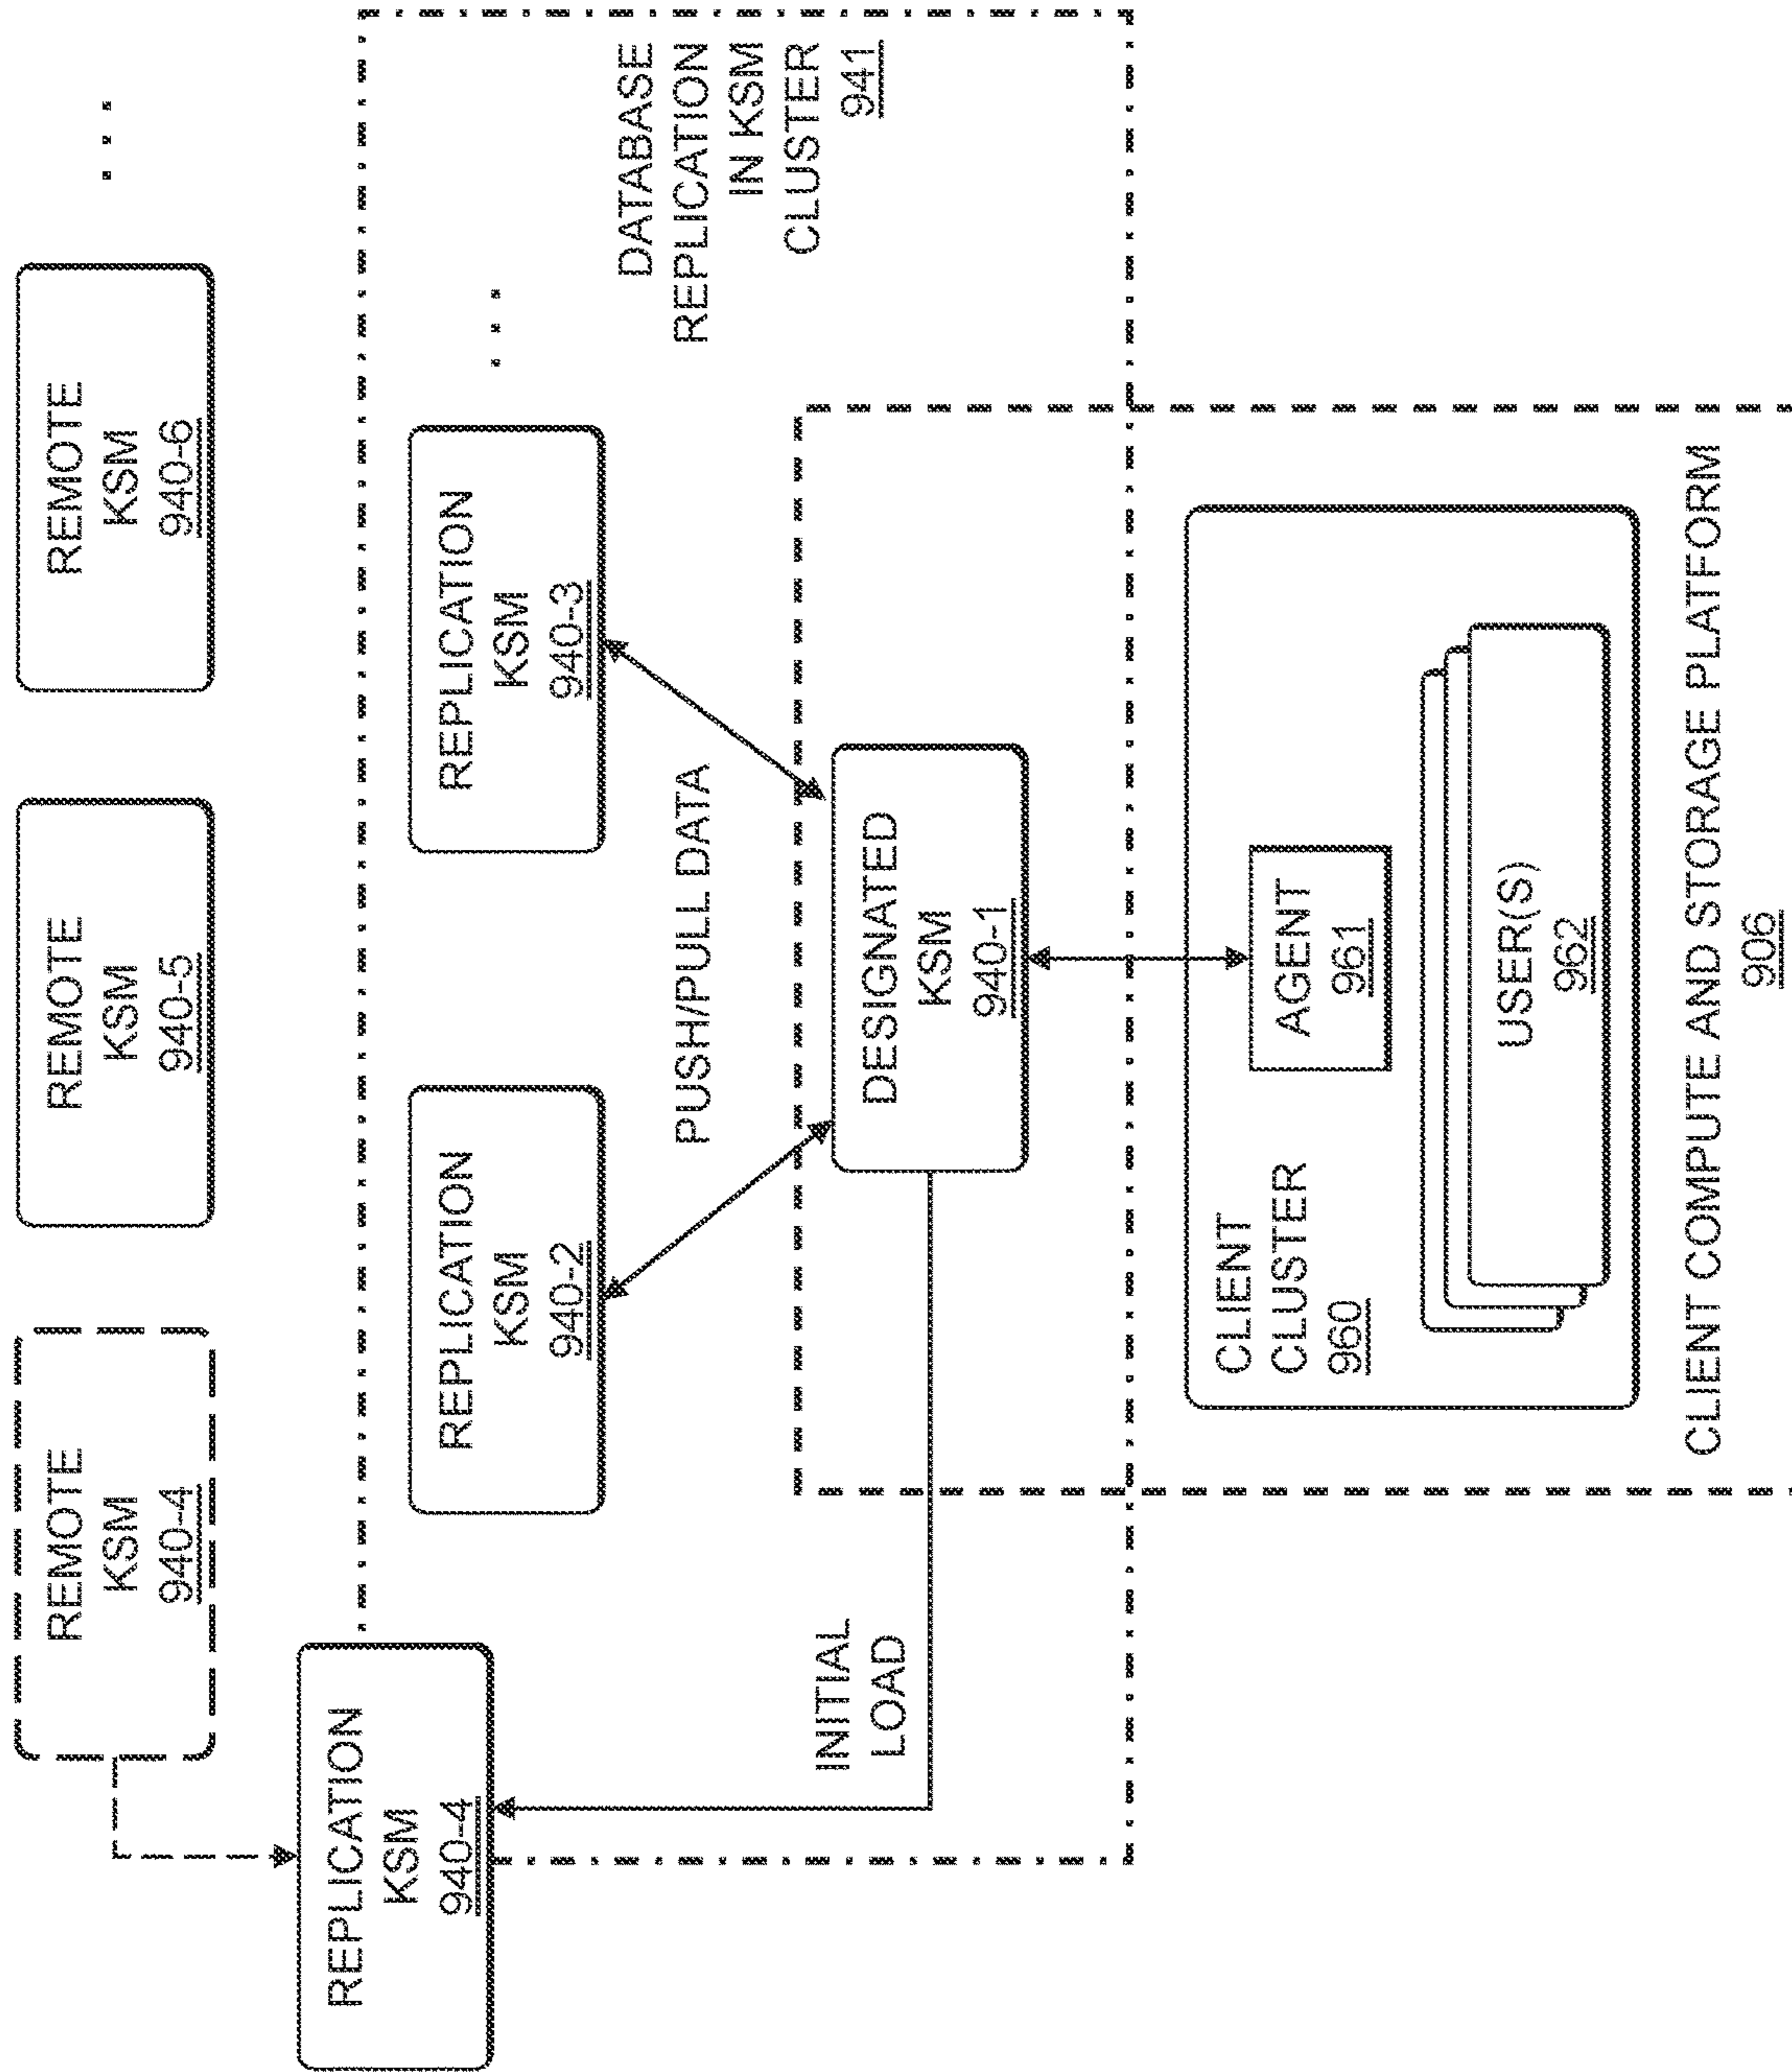 REMOTE
KSM
940-4
REMOTE
KSM
940-5
REMOTE
KSM
940-6
. . .
REPLICATION
KSM
940-4
REPLICATION
KSM
940-2
REPLICATION
KSM
940-3
. . .
DATABASE
REPLICATION
IN KSM
CLUSTER
941
PUSH/PULL DATA
INITIAL
LOAD
DESIGNATED
KSM
940-1
CLIENT
CLUSTER
960
AGENT
961
USER(S)
962
CLIENT COMPUTE AND STORAGE PLATFORM
906